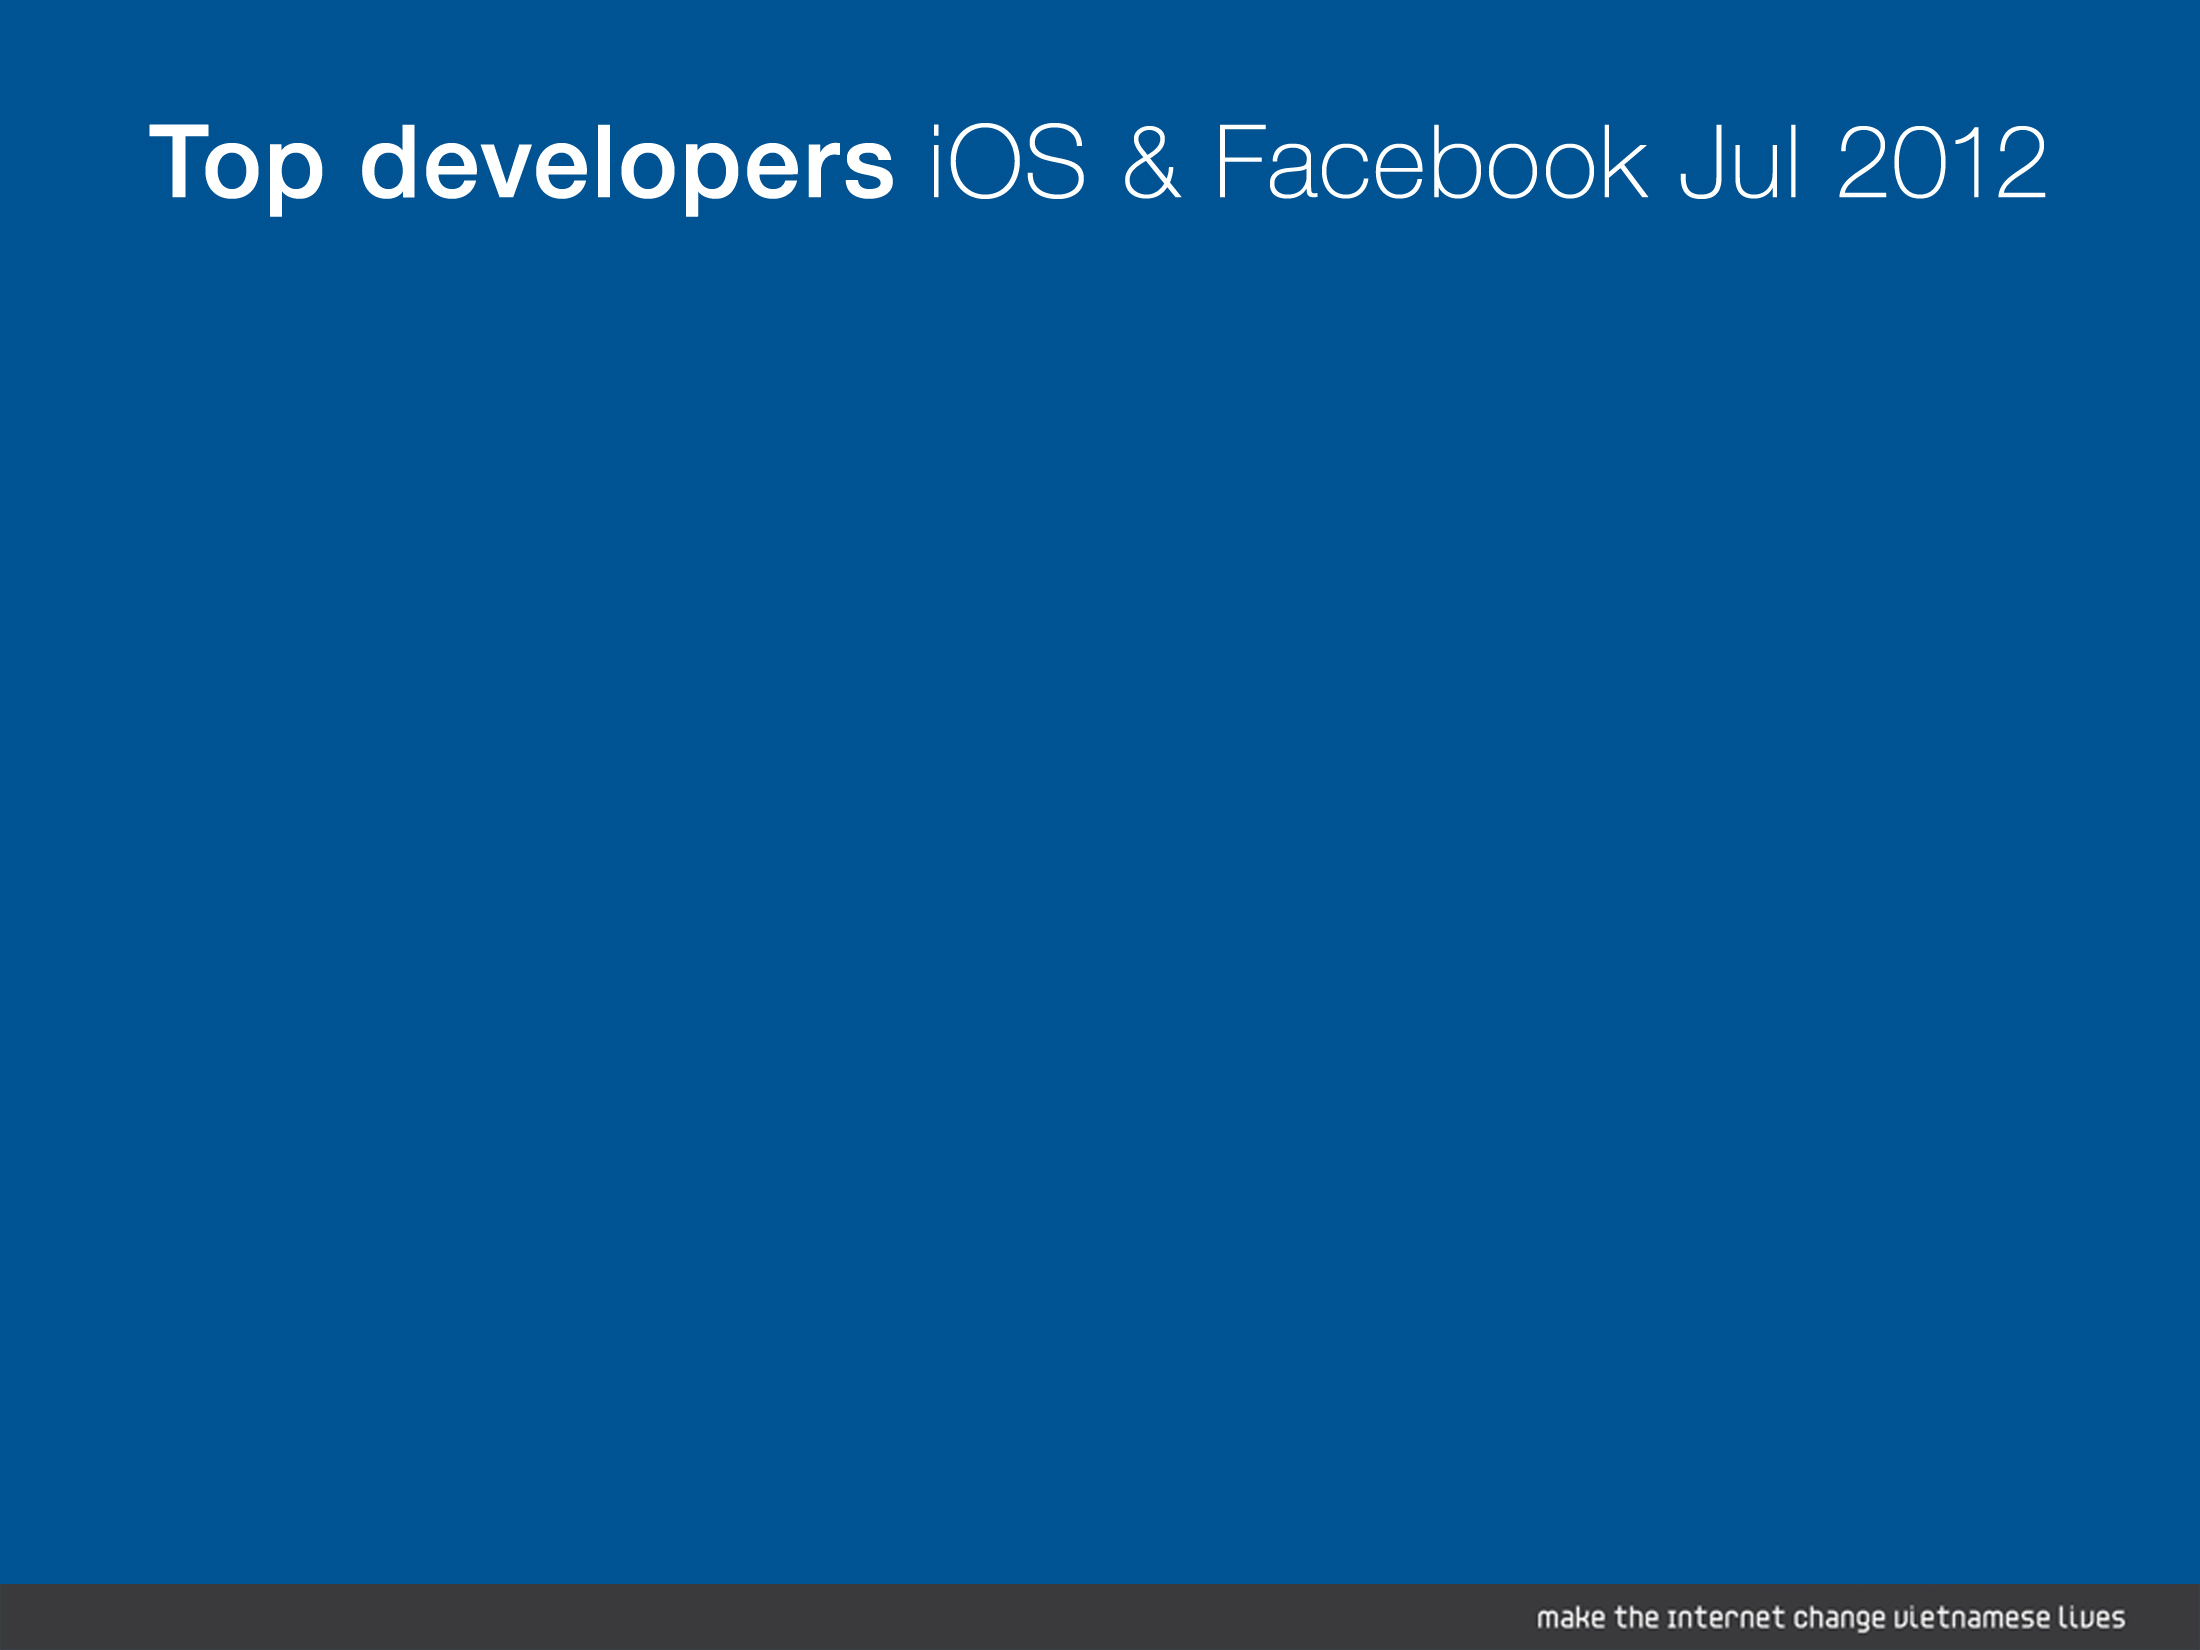 Top developers iOS & Facebook Jul 2012
make the Internet change vietnamese lives